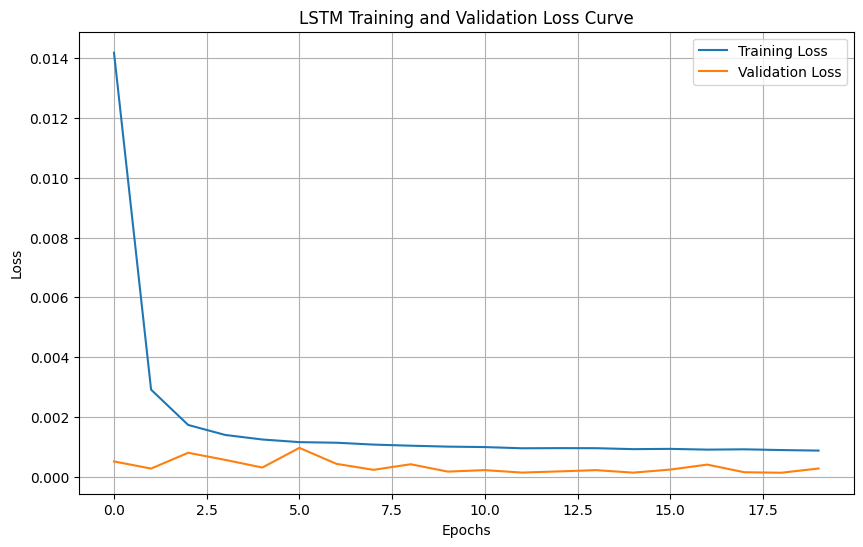 LSTM Training and Validation Loss Curve
Training Loss
Validation Loss
Loss
0.014
0.012
0.010
0.008
0.006
0.004
0.002
0.000
0.0 2.5 5.0 7.5 10.0 12.5 15.0 17.5
Epochs